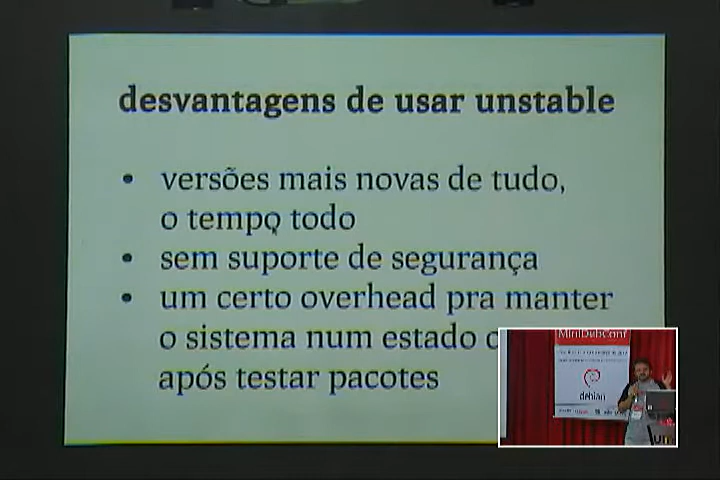 desvantagens de usar unstable
• versões mais novas de tudo,
o tempo todo
• sem suporte de segurança
• um certo overhead pra manter
o sistema num estado
após testar pacotes
MiniDebConf
debian